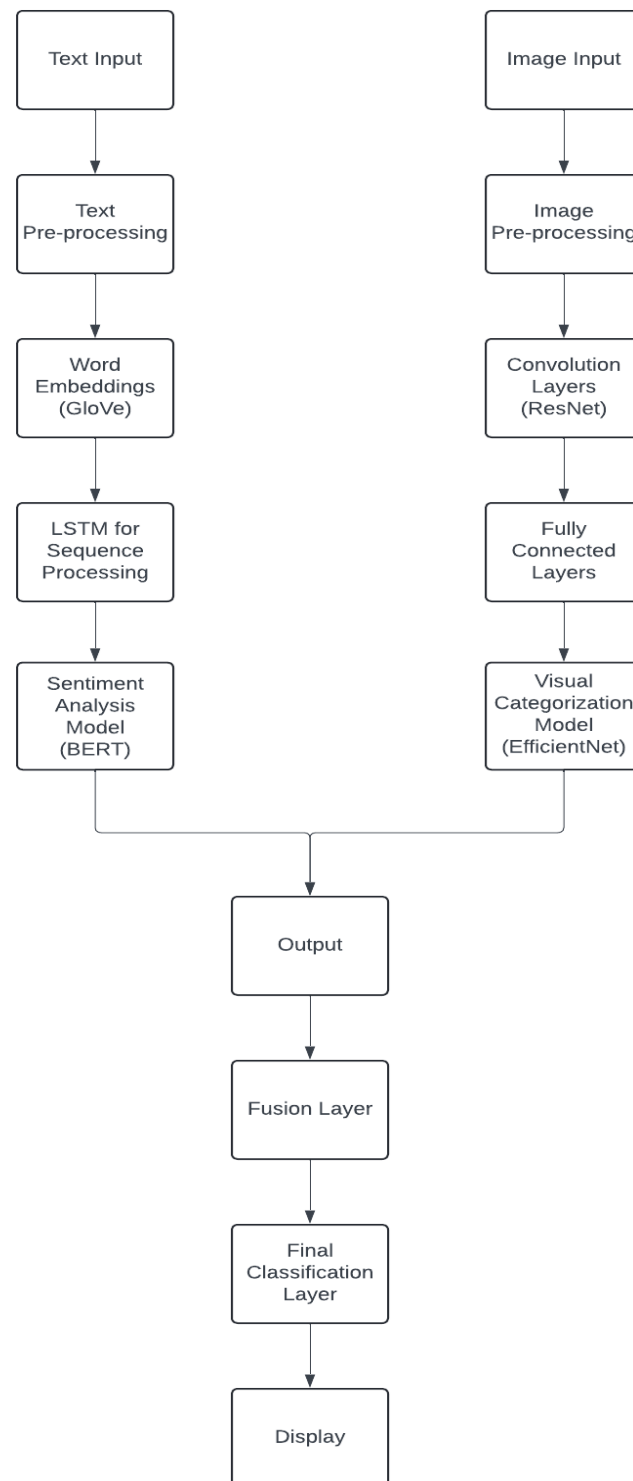 Text Input
Image Input
Text
Pre-processing
Image
Pre-processing
Word
Embeddings
(GloVe)
Convolution
Layers
(ResNet)
LSTM for
Sequence
Processing
Fully
Connected
Layers
Sentiment
Analysis
Model
(BERT)
Visual
Categorization
Model
(EfficientNet)
Output
Fusion Layer
Final
Classification
Layer
Display